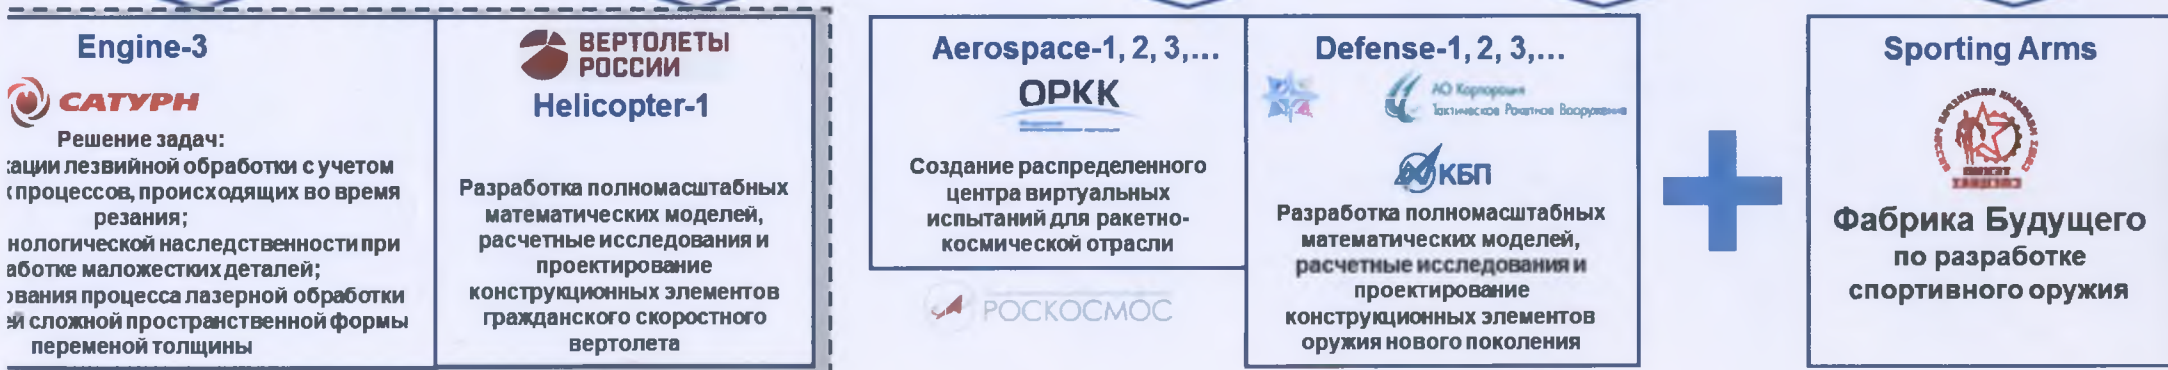 Engine-3
САТУРН
Решение задач:
кации лезвийной обработки с учетом
процессов, происходящих во время
резания;
нологической наследственности при
аботке маложестких деталей;
ования процесса лазерной обработки
й сложной пространственной формы
переменой толщины
ВЕРТОЛЕТЫ
РОССИИ
Helicopter-1
Разработка полномасштабных
математических моделей,
расчетные исследования и
проектирование
конструкционных элементов
гражданского скоростного
вертолета
Aerospace-1, 2, 3,...
ОРКК
Создание распределенного
центра виртуальных
испытаний для ракетно-
космической отрасли
РОСКОСМОС
Defense-1, 2, 3,...
АО Корпорация
Тактическое Ракетное Вооружение
КБП
Разработка полномасштабных
математических моделей,
расчетные исследования и
проектирование
конструкционных элементов
оружия нового поколения
Sporting Arms
Фабрика Будущего
по разработке
спортивного оружия